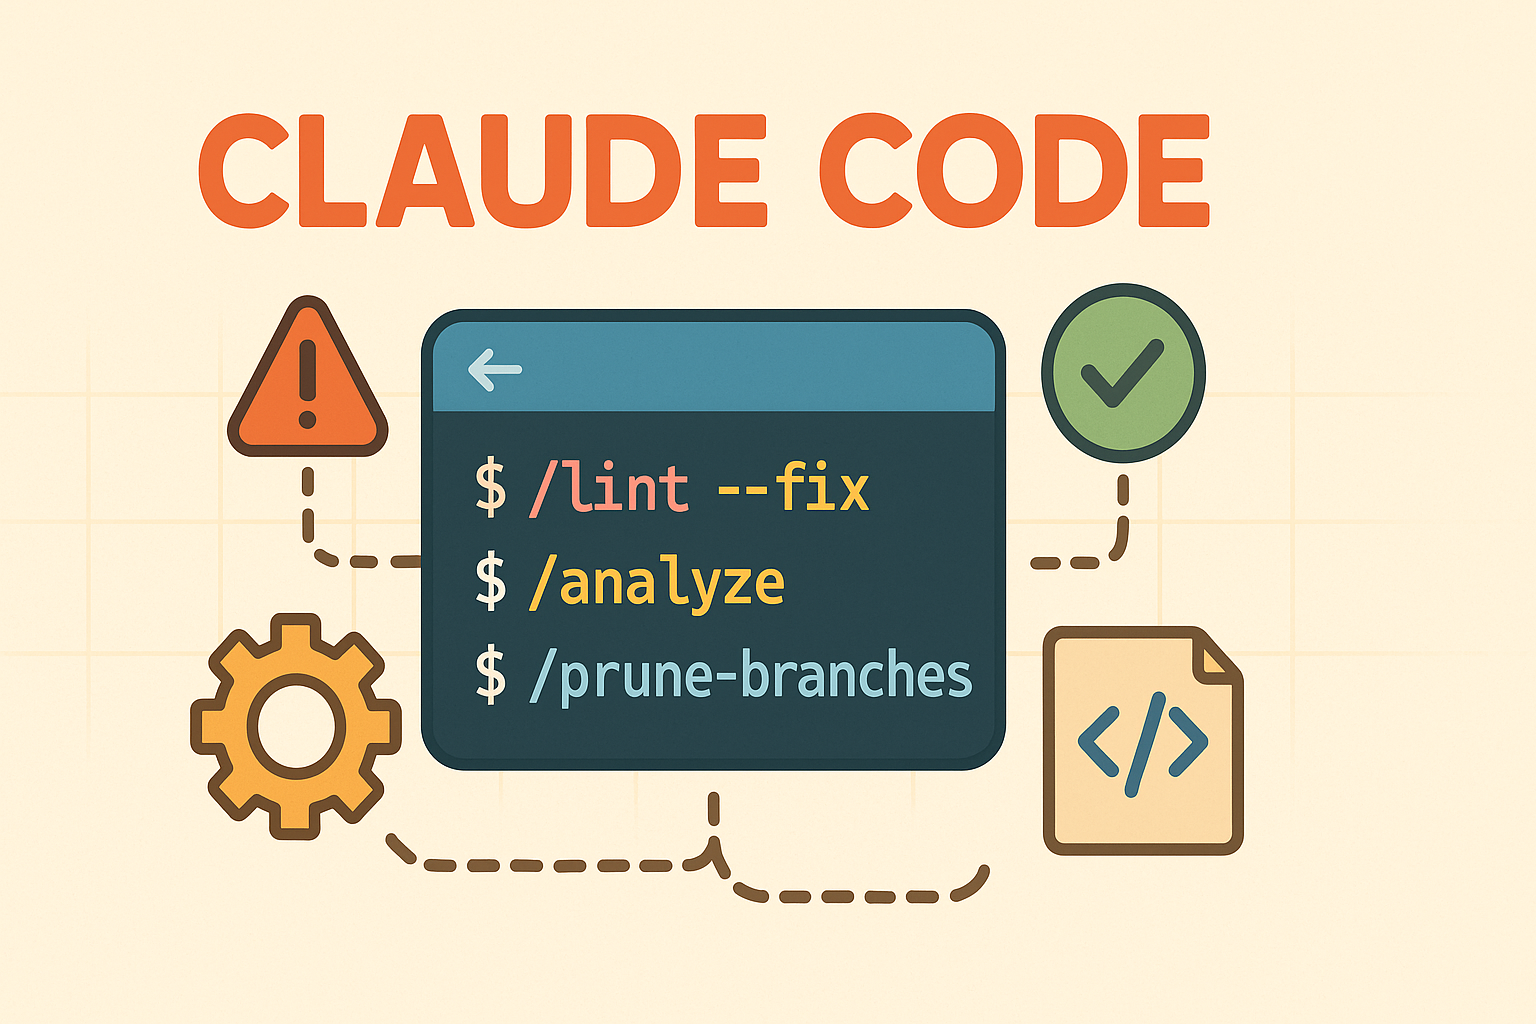 CLAUDE CODE
$ /lint --fix
$ /analyze
$ /prune-branches
</>